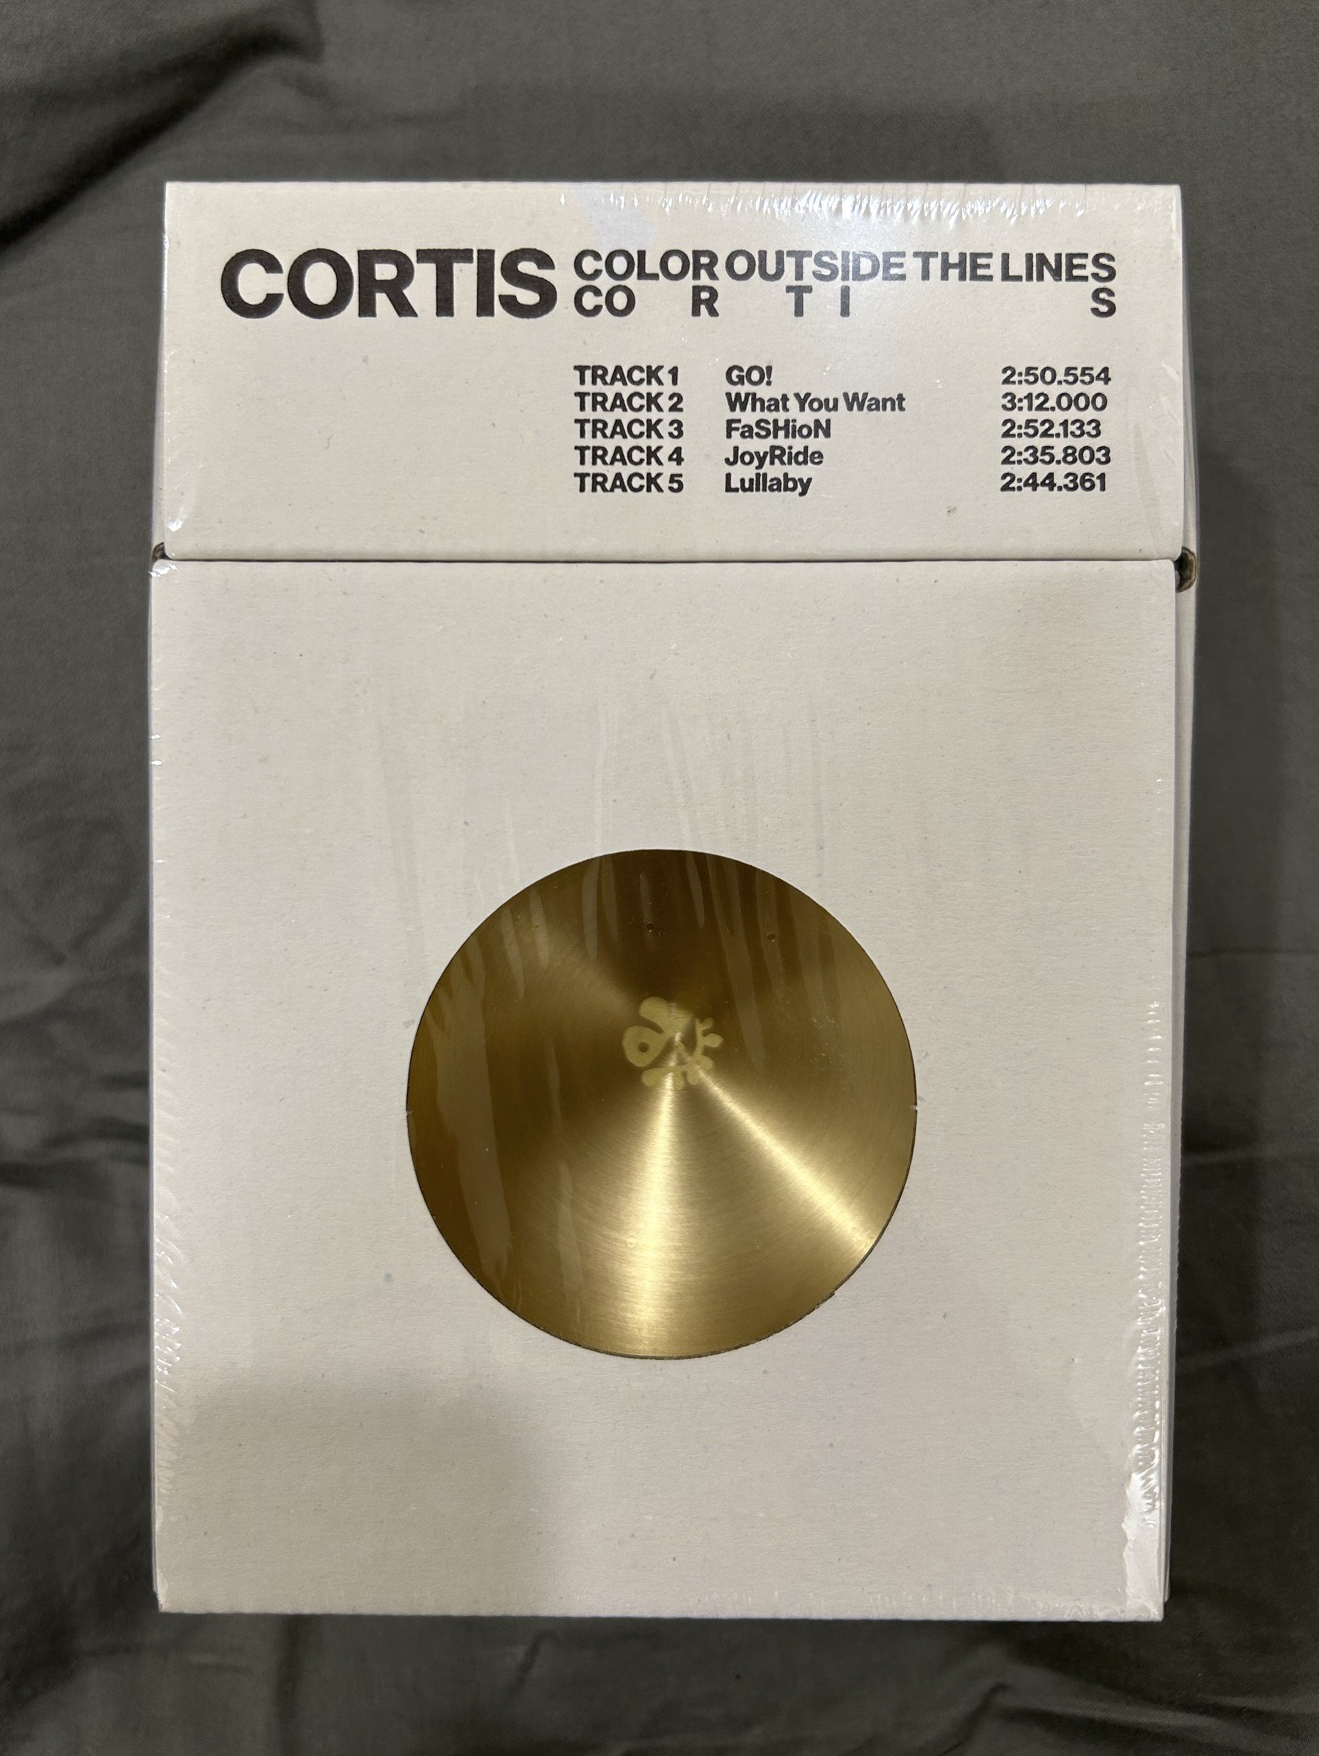 CORTIS
COLOR OUTSIDE THE LINES
CO R T I S
TRACK 1 GO! 2:50.554
TRACK 2 What You Want 3:12.000
TRACK 3 FaSHioN 2:52.133
TRACK 4 JoyRide 2:35.803
TRACK 5 Lullaby 2:44.361